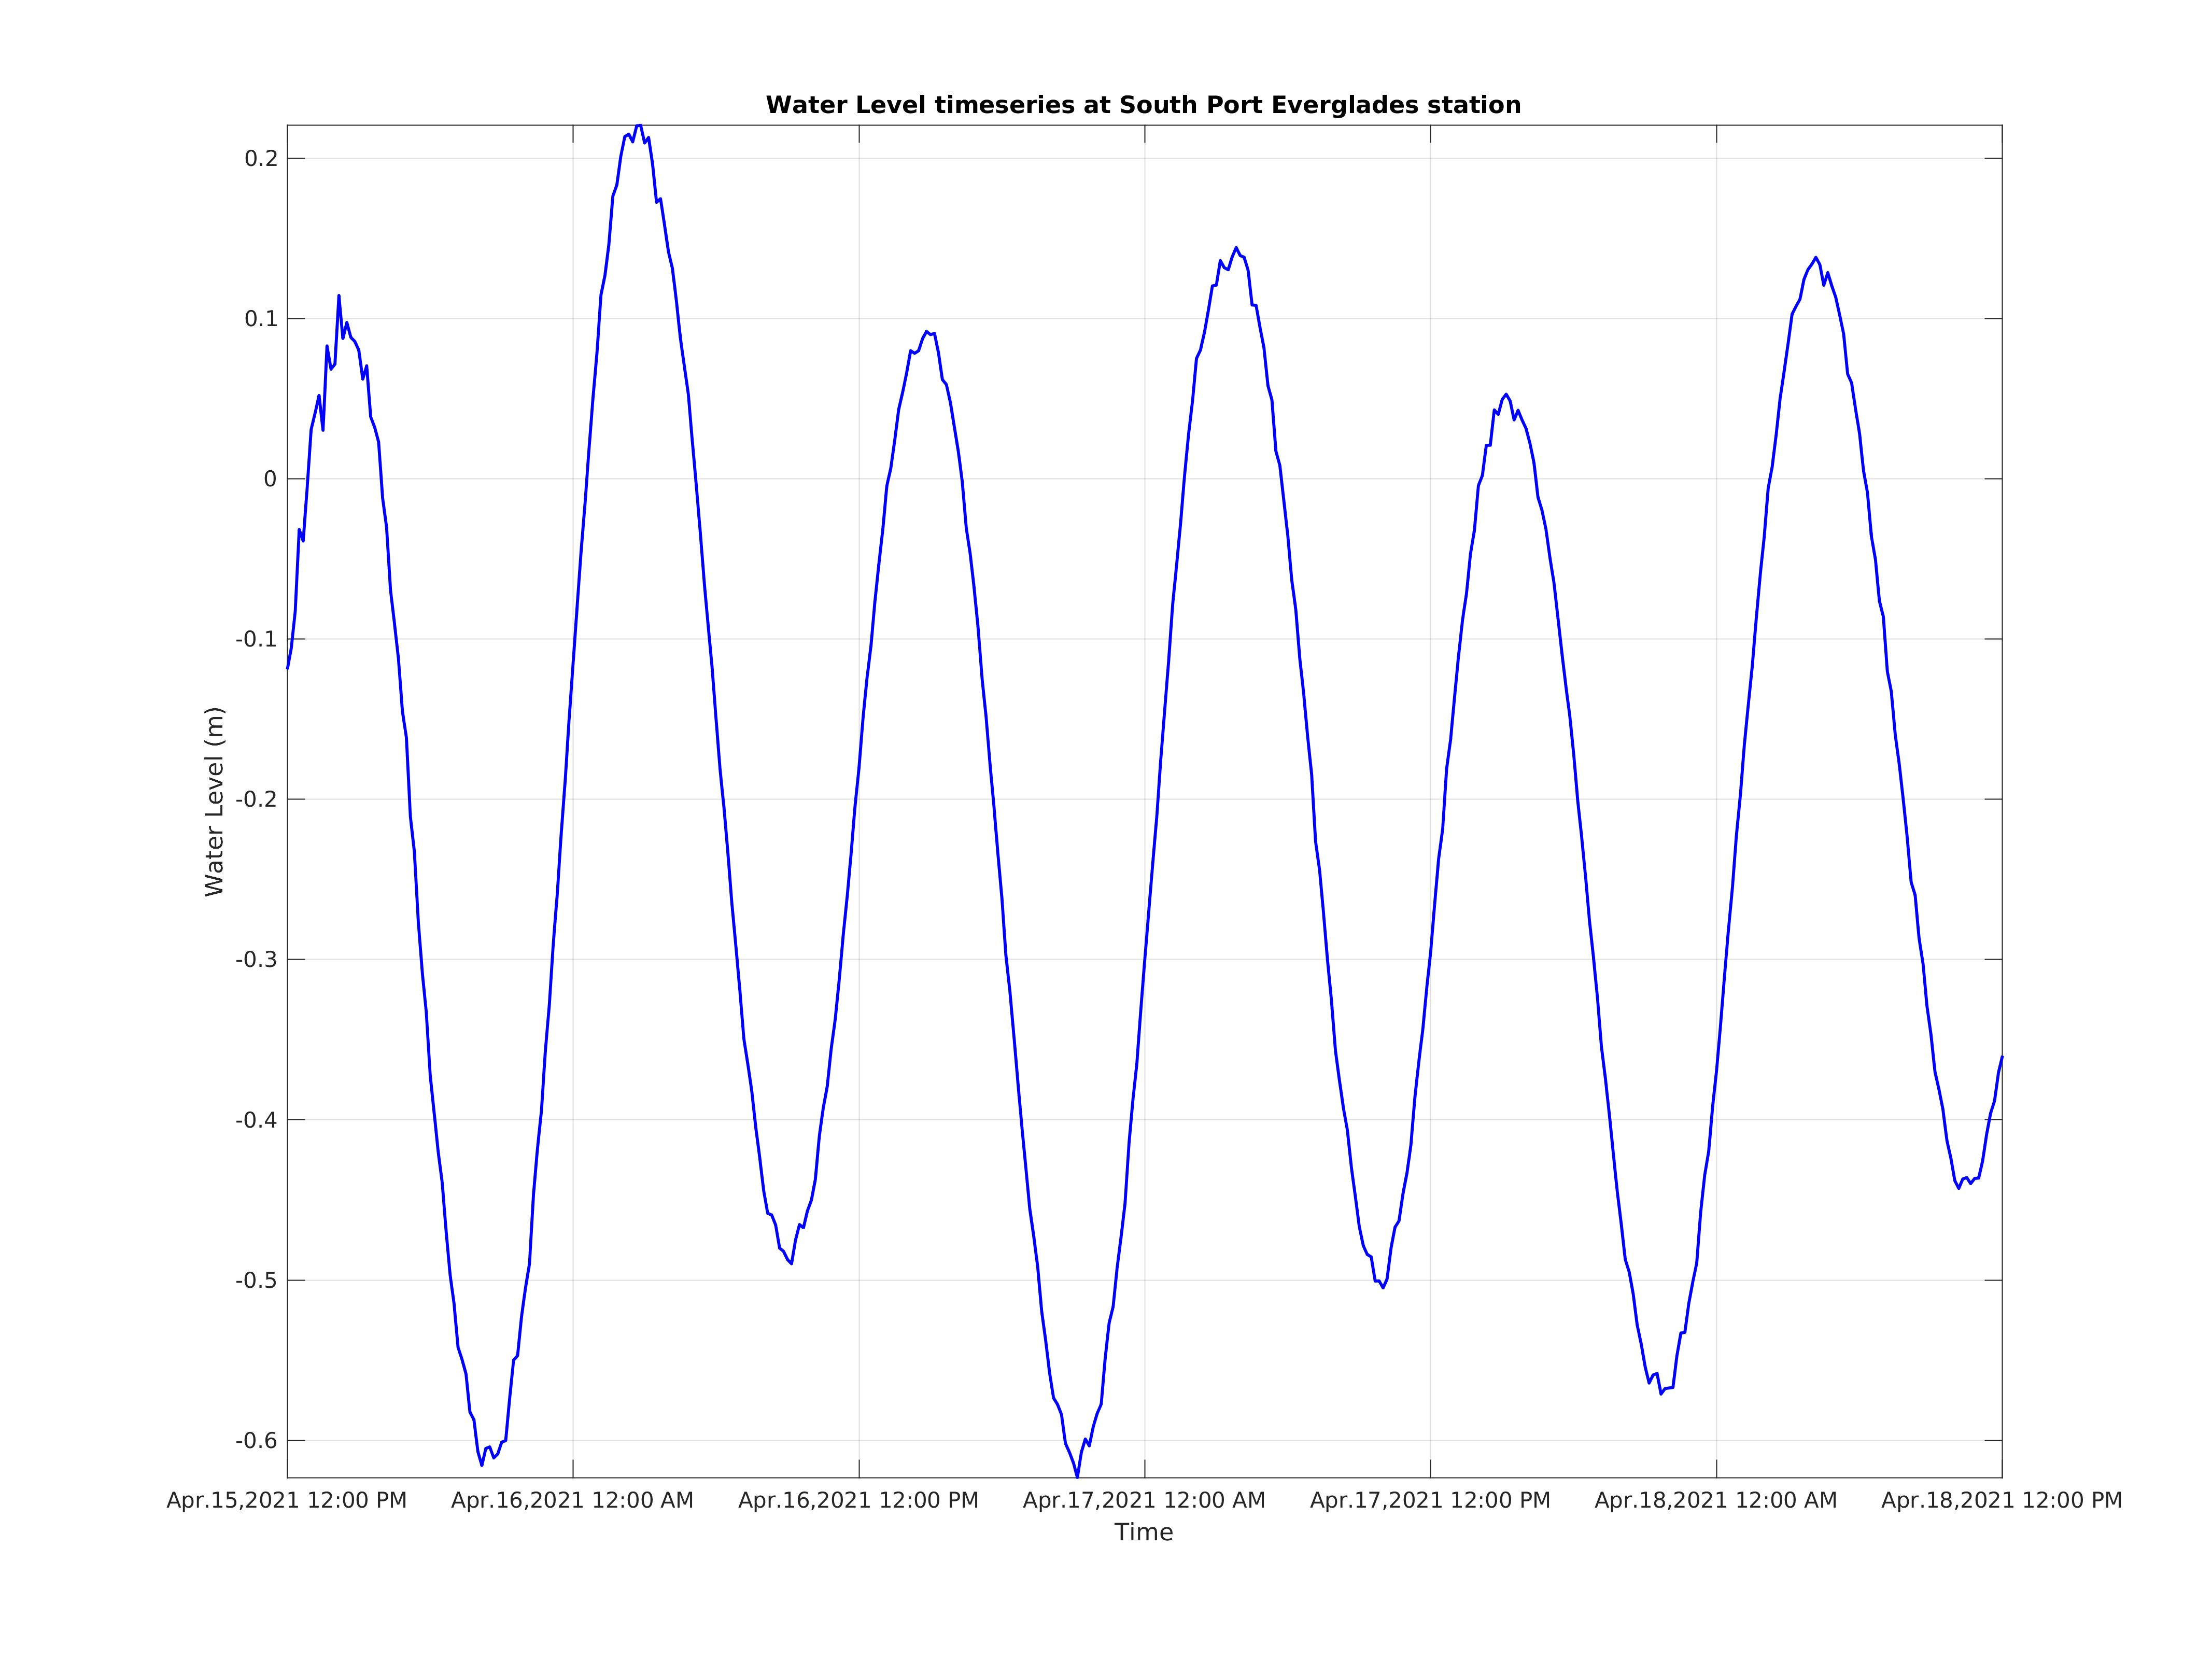 Water Level timeseries at South Port Everglades station
0.2
0.1
0
-0.1
-0.2
-0.3
-0.4
-0.5
-0.6
Water Level (m)
Apr.15,2021 12:00 PM Apr.16,2021 12:00 AM Apr.16,2021 12:00 PM Apr.17,2021 12:00 AM Apr.17,2021 12:00 PM Apr.18,2021 12:00 AM Apr.18,2021 12:00 PM
Time